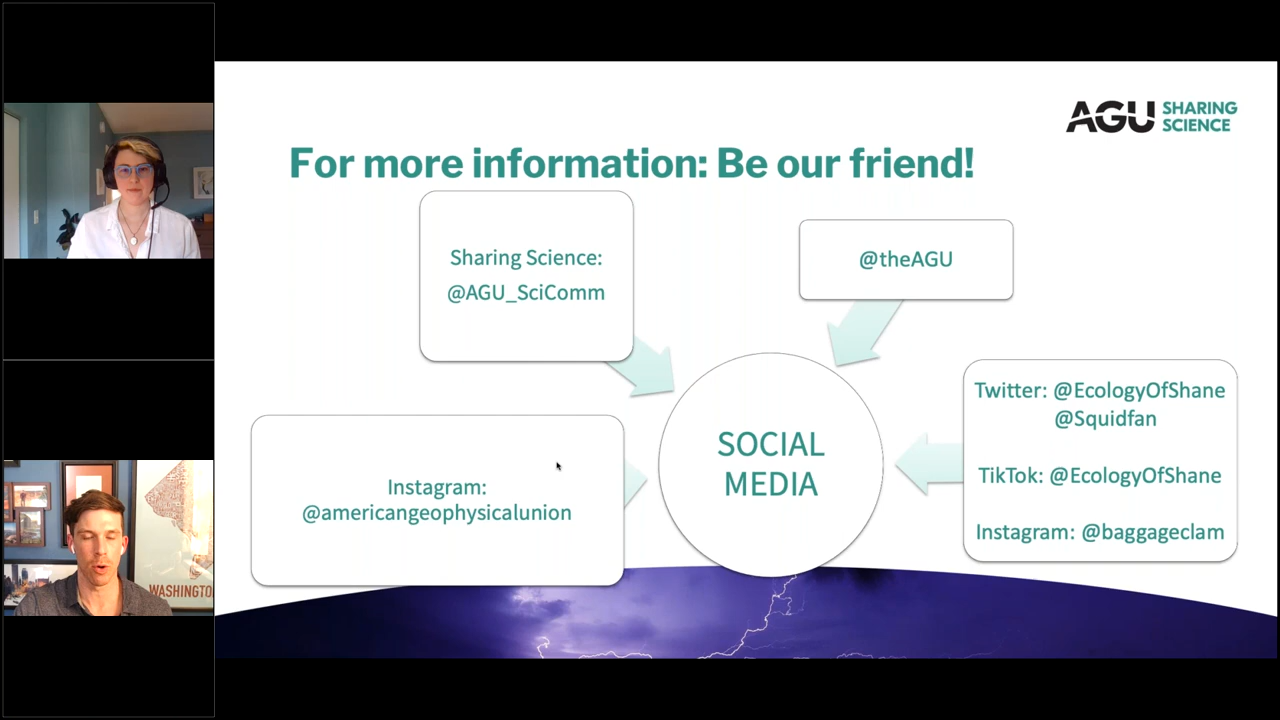 AGU SHARING
SCIENCE
For more information: Be our friend!
Sharing Science:
@AGU_SciComm
@theAGU
SOCIAL
MEDIA
Twitter: @EcologyOfShane
@Squidfan
TikTok: @EcologyOfShane
Instagram: @baggageclam
Instagram:
@americangeophysicalunion
WASHINGTO